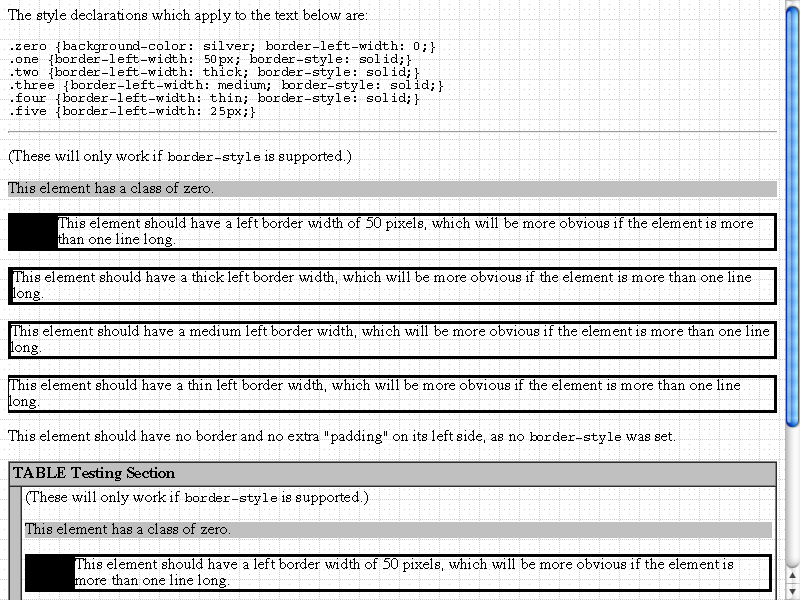 The style declarations which apply to the text below are:
.zero {background-color: silver; border-left-width: 0;}
.one {border-left-width: 50px; border-style: solid;}
.two {border-left-width: thick; border-style: solid;}
.three {border-left-width: medium; border-style: solid;}
.four {border-left-width: thin; border-style: solid;}
.five {border-left-width: 25px;}
(These will only work if border-style is supported.)
This element has a class of zero.
This element should have a left border width of 50 pixels, which will be more obvious if the element is more
than one line long.
This element should have a thick left border width, which will be more obvious if the element is more than one line
long.
This element should have a medium left border width, which will be more obvious if the element is more than one line
long.
This element should have a thin left border width, which will be more obvious if the element is more than one line
long.
This element should have no border and no extra "padding" on its left side, as no border-style was set.
TABLE Testing Section
(These will only work if border-style is supported.)
This element has a class of zero.
This element should have a left border width of 50 pixels, which will be more obvious if the element is
more than one line long.